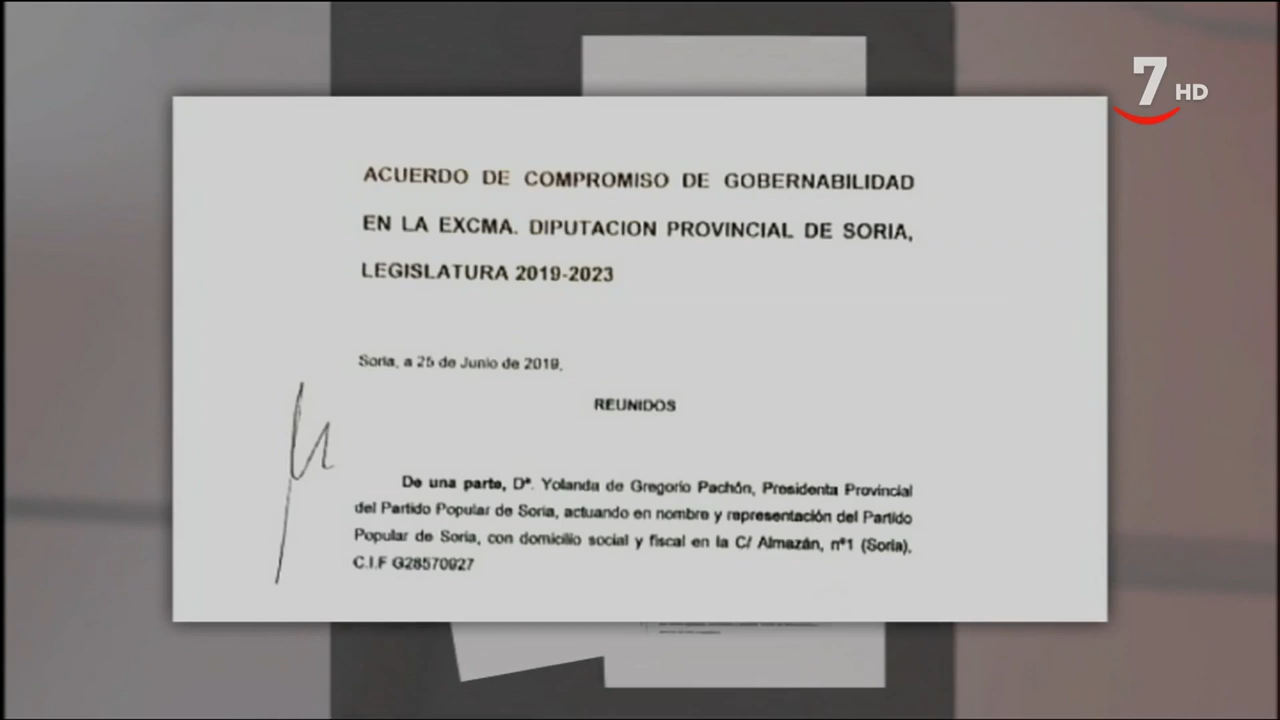 7 HD
ACUERDO DE COMPROMISO DE GOBERNABILIDAD
EN LA EXCMA. DIPUTACION PROVINCIAL DE SORIA,
LEGISLATURA 2019-2023
Soria, a 25 de Junio de 2019.
REUNIDOS
De una parte, Dª. Yolanda de Gregorio Pachón, Presidenta Provincial
del Partido Popular de Soria, actuando en nombre y representación del Partido
Popular de Soria, con domicilio social y fiscal en la C/ Almazán, nº1 (Soria).
C.I.F G28570927